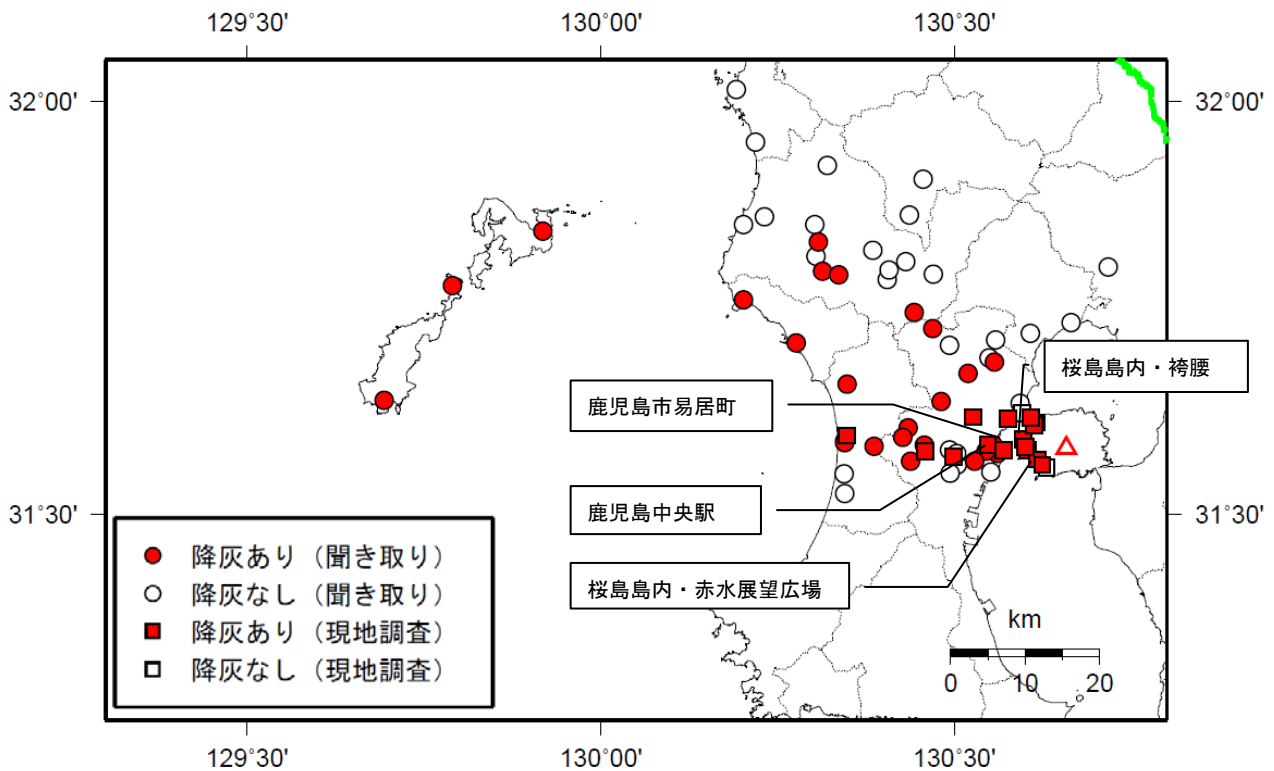 129°30' 130°00' 130°30'
32°00' 32°00'
桜島島内・袴腰
鹿児島市易居町
鹿児島中央駅
31°30' 31°30'
桜島島内・赤水展望広場
降灰あり（聞き取り）
降灰なし（聞き取り）
降灰あり（現地調査）
降灰なし（現地調査）
km
0 10 20
129°30' 130°00' 130°30'